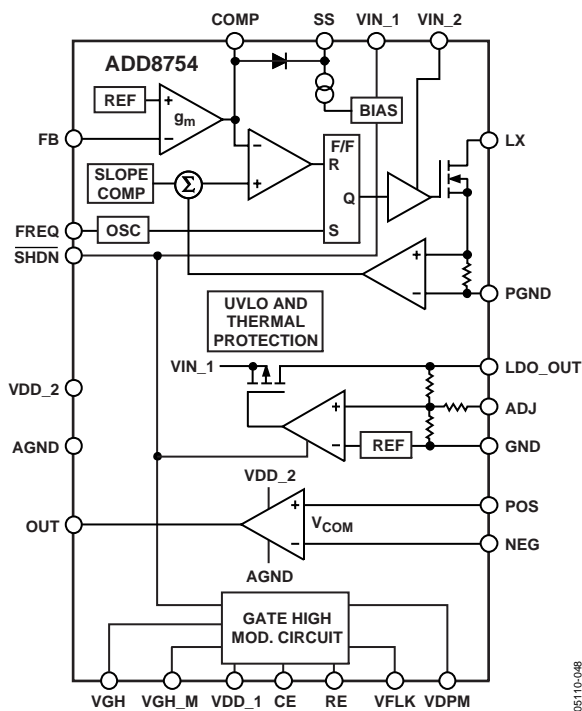 COMP SS VIN_1 VIN_2
ADD8754
REF
+
gm
−
FB
BIAS
SLOPE
COMP
Σ
−
+
F/F
R
Q
S
LX
FREQ
OSC
SHDN
+
−
PGND
UVLO AND
THERMAL
PROTECTION
VIN_1
LDO_OUT
VDD_2
+
−
ADJ
REF
GND
AGND
VDD_2
POS
OUT
+
−
VCOM
NEG
AGND
GATE HIGH
MOD. CIRCUIT
VGH VGH_M VDD_1 CE RE VFLK VDPM
05110-048